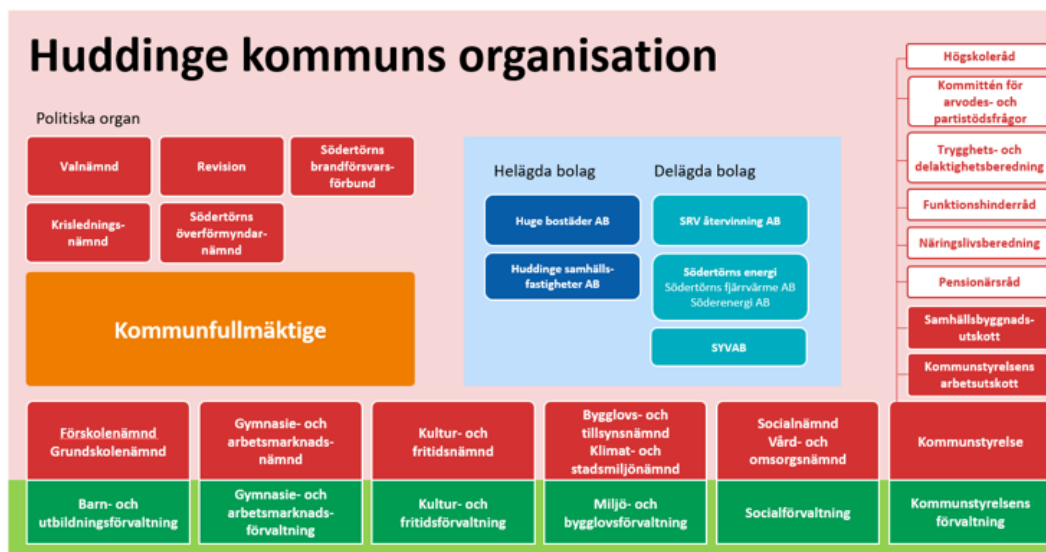 Huddinge kommuns organisation
Politiska organ
Valnämnd
Revision
Södertörns
brandförsvars-
förbund
Kris­lednings-
nämnd
Södertörns
överförmyndar-
nämnd
Kommunfullmäktige
Helägda bolag
Huge bostäder AB
Huddinge samhälls-
fastigheter AB
Delägda bolag
SRV återvinning AB
Södertörns energi
Södertörns fjärrvärme AB
Söderenergi AB
SYVAB
Högskoleråd
Kommittén för
arvodes- och
partistödsfrågor
Trygghets- och
delaktighetsberedning
Funktionshinderråd
Näringslivsberedning
Pensionärsråd
Samhällsbyggnads-
utskott
Kommunstyrelsens
arbetsutskott
Förskolenämnd
Grundskolenämnd
Gymnasie- och
arbetsmarknads-
nämnd
Kultur- och
fritidsnämnd
Bygglovs- och
tillsynsnämnd
Klimat- och
stadsmiljönämnd
Socialnämnd
Vård- och
omsorgsnämnd
Kommunstyrelse
Barn- och
utbildningsförvaltning
Gymnasie- och
arbetsmarknads-
förvaltning
Kultur- och
fritidsförvaltning
Miljö- och
bygglovsförvaltning
Socialförvaltning
Kommunstyrelsens
förvaltning